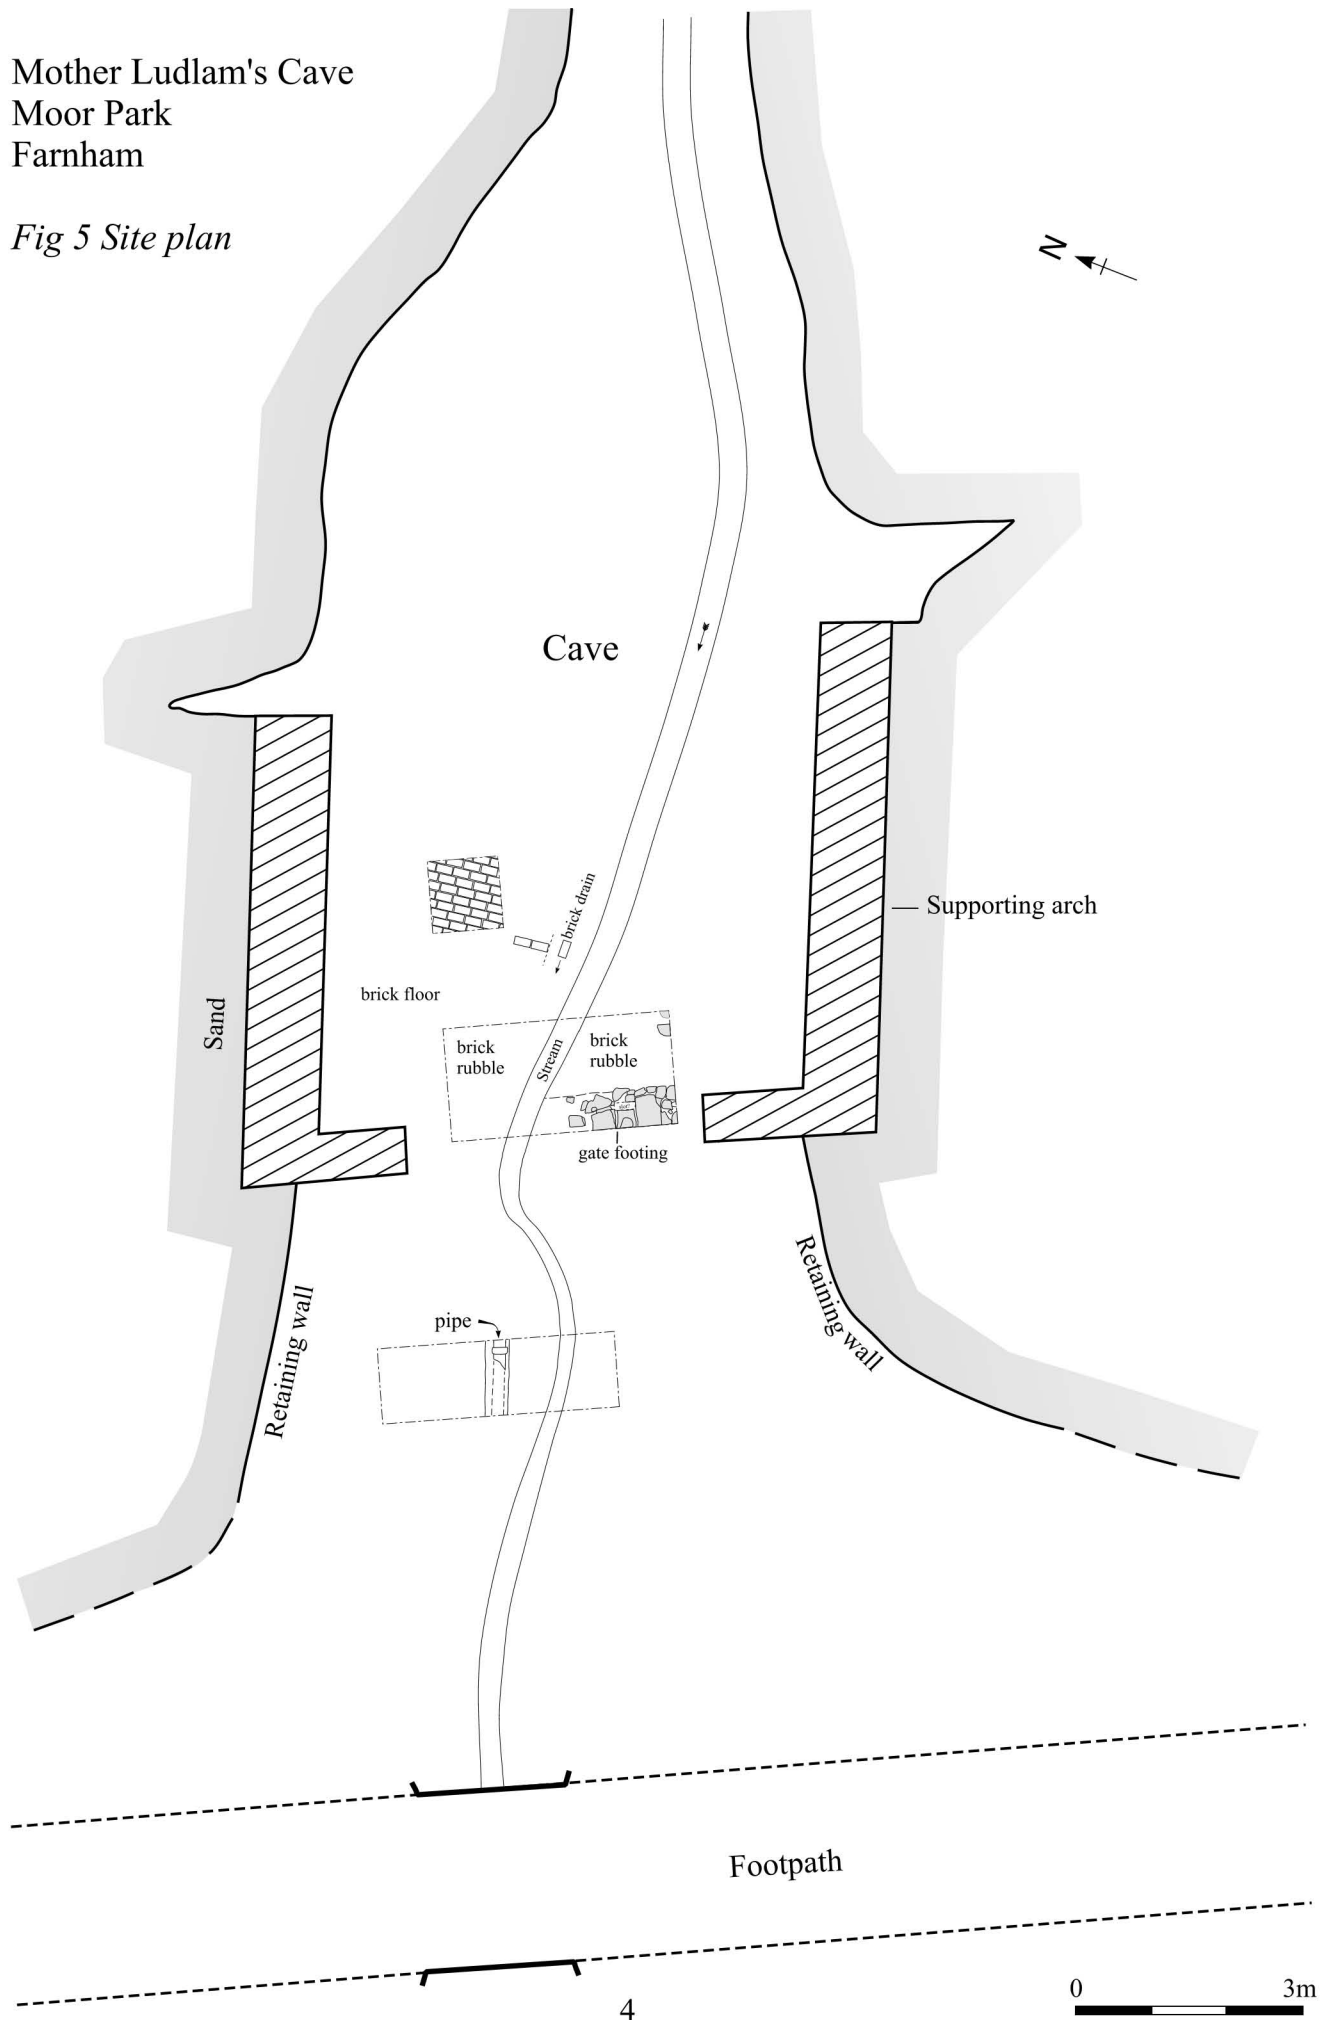 Mother Ludlam's Cave
Moor Park
Farnham
Fig 5 Site plan
N
Cave
brick drain
Supporting arch
brick floor
Sand
brick
rubble
Stream
brick
rubble
gate footing
Retaining wall
Retaining wall
pipe
Footpath
0 3m
4